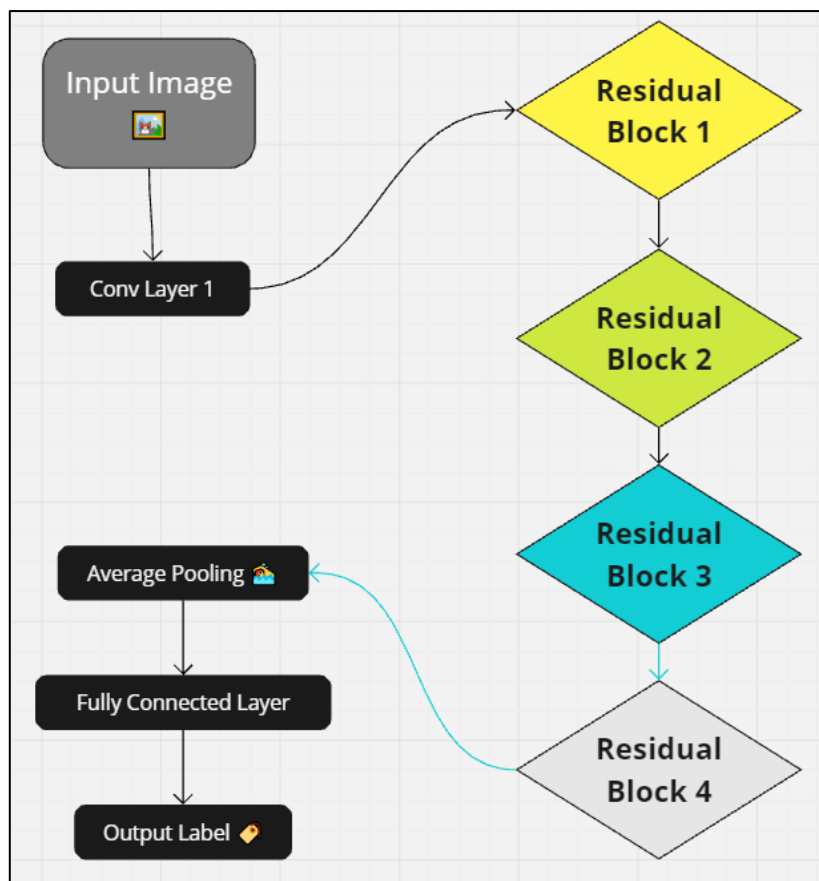 Input Image
Conv Layer 1
Residual
Block 1
Residual
Block 2
Residual
Block 3
Residual
Block 4
Average Pooling
Fully Connected Layer
Output Label